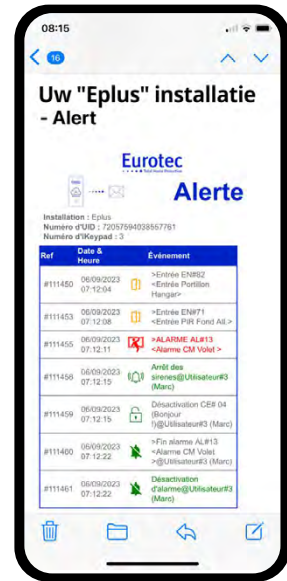 08:15
16
Uw "Eplus" installatie
- Alert
Eurotec
Alerte
Installation : Eplus
Numéro d'UID : 72057594038567761
Numéro d'iKeypad : 3
Ref
Date &
Heure
Événement
#111450
06/09/2023
07:12:04
>Entrée EN#82
<Entrée Portillon
Hangar>
#111453
06/09/2023
07:12:08
>Entrée EN#71
<Entrée PIR Fond All.>
#111455
06/09/2023
07:12:11
>ALARME AL#13
<Alarme CM Volet >
#111456
06/09/2023
07:12:15
Arrêt des
sirenes@Utilisateur#3
(Marc)
#111459
06/09/2023
07:12:15
Désactivation CE# 04
(Bonjour
!)@Utilisateur#3 (Marc)
#111460
06/09/2023
07:12:22
>Fin alarme AL#13
<Alarme CM Volet
>@Utilisateur#3 (Marc)
#111461
06/09/2023
07:12:22
Désactivation
d'alarme@Utilisateur#3
(Marc)